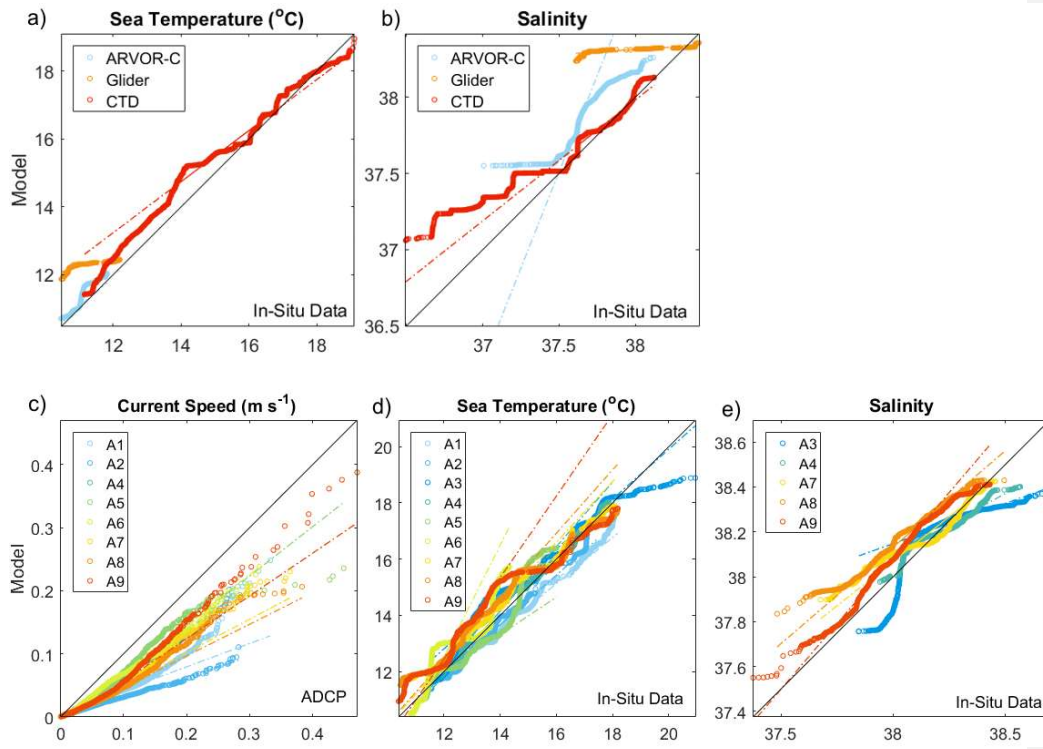 a) Sea Temperature (°C)
ARVOR-C
Glider
CTD
18
16
14
12
Model
In-Situ Data
12 14 16 18
b) Salinity
ARVOR-C
Glider
CTD
38
37.5
37
36.5
In-Situ Data
37 37.5 38
c) Current Speed (m s⁻¹)
A1
A2
A4
A5
A6
A7
A8
A9
0.4
0.3
0.2
0.1
0
Model
ADCP
0 0.1 0.2 0.3 0.4
d) Sea Temperature (°C)
A1
A2
A3
A4
A5
A6
A7
A8
A9
20
18
16
14
12
In-Situ Data
12 14 16 18 20
e) Salinity
A3
A4
A7
A8
A9
38.6
38.4
38.2
38
37.8
37.6
37.4
In-Situ Data
37.5 38 38.5